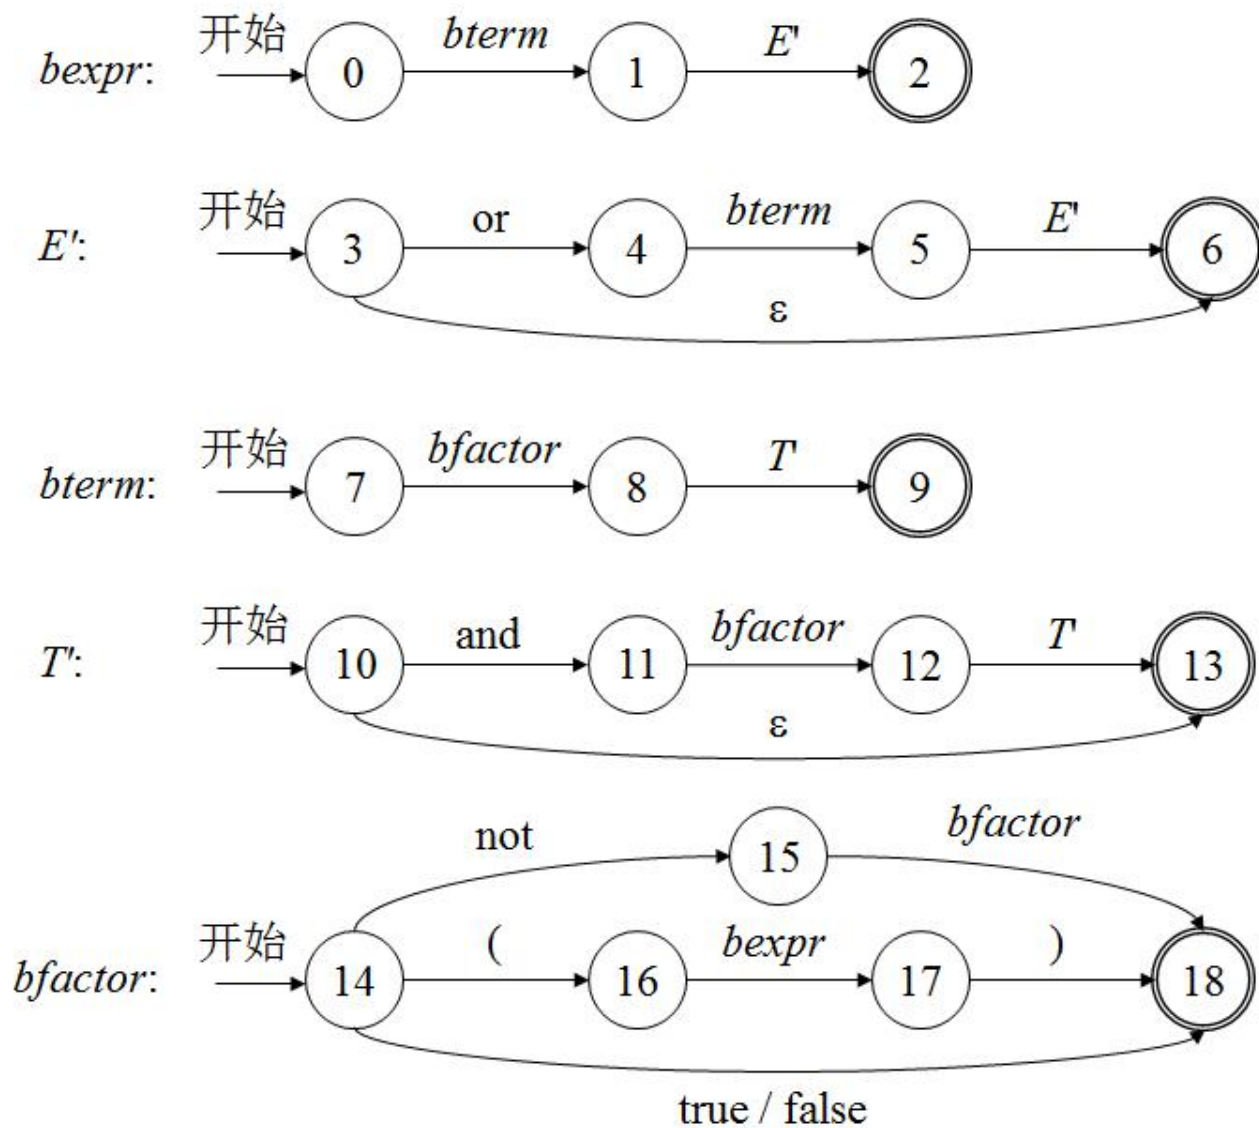 bexpr: 开始 0 bterm 1 E' 2
E': 开始 3 or 4 bterm 5 E' 6
ε
bterm: 开始 7 bfactor 8 T 9
T': 开始 10 and 11 bfactor 12 T 13
ε
not 15 bfactor
bfactor: 开始 14 ( 16 bexpr 17 ) 18
true / false